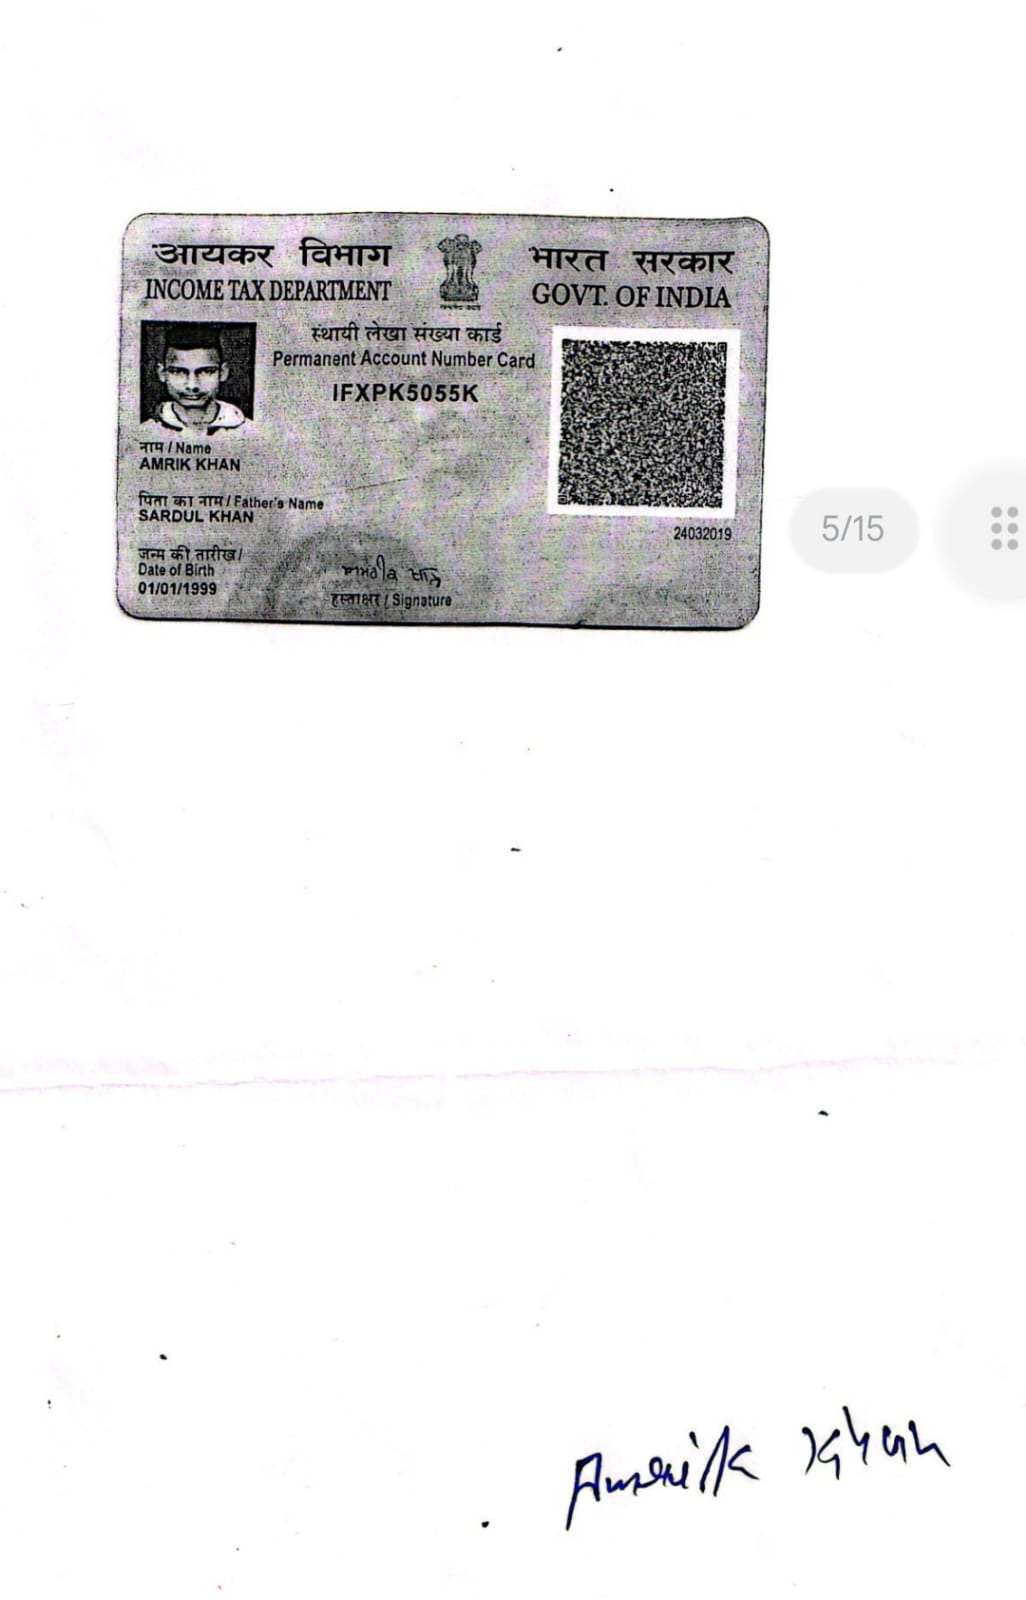 आयकर विभाग
INCOME TAX DEPARTMENT
भारत सरकार
GOVT. OF INDIA
स्थायी लेखा संख्या कार्ड
Permanent Account Number Card
IFXPK5055K
नाम / Name
AMRIK KHAN
पिता का नाम / Father's Name
SARDUL KHAN
जन्म की तारीख /
Date of Birth
01/01/1999
हस्ताक्षर / Signature
24032019
5/15
Amrik Khan